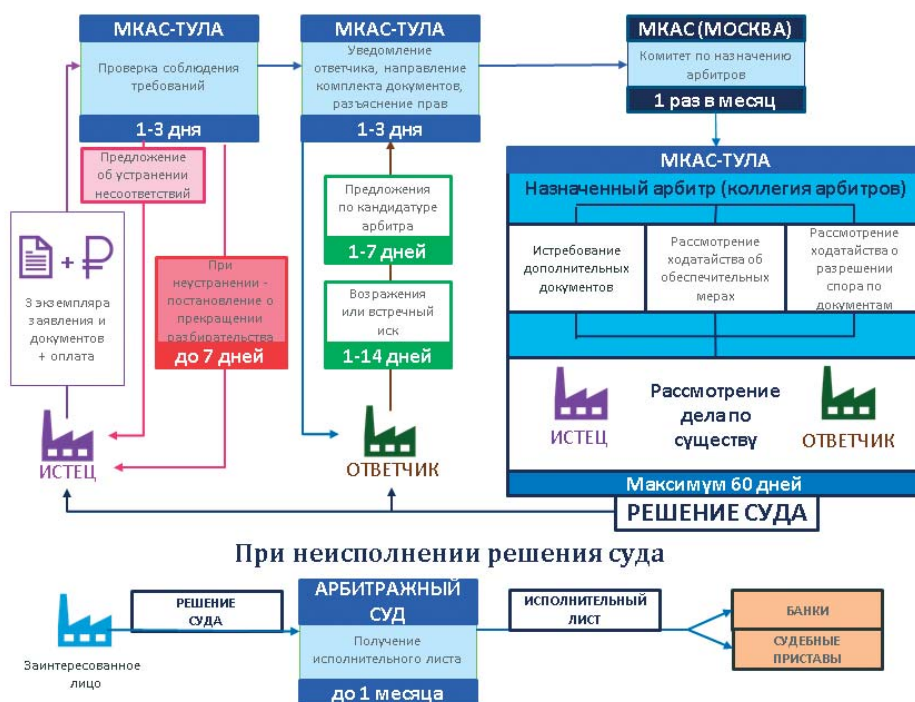 МКАС-ТУЛА
Проверка соблюдения
требований
1-3 дня
МКАС-ТУЛА
Уведомление
ответчика, направление
комплекта документов,
разъяснение прав
1-3 дня
МКАС (МОСКВА)
Комитет по назначению
арбитров
1 раз в месяц
Предложение
об устранении
несоответствий
3 экземпляра
заявления и
документов
+ оплата
При
неустранении -
постановление о
прекращении
разбирательства
до 7 дней
Предложения
по кандидатуре
арбитра
1-7 дней
Возражения
или встречный
иск
1-14 дней
ИСТЕЦ
ОТВЕТЧИК
МКАС-ТУЛА
Назначенный арбитр (коллегия арбитров)
Истребование
дополнительных
документов
Рассмотрение
ходатайства об
обеспечительных
мерах
Рассмотрение
ходатайства о
разрешении
спора по
документам
ИСТЕЦ
Рассмотрение
дела по
существу
ОТВЕТЧИК
Максимум 60 дней
РЕШЕНИЕ СУДА
При неисполнении решения суда
Заинтересованное
лицо
РЕШЕНИЕ
СУДА
АРБИТРАЖНЫЙ
СУД
Получение
исполнительного листа
до 1 месяца
ИСПОЛНИТЕЛЬНЫЙ
ЛИСТ
БАНКИ
СУДЕБНЫЕ
ПРИСТАВЫ